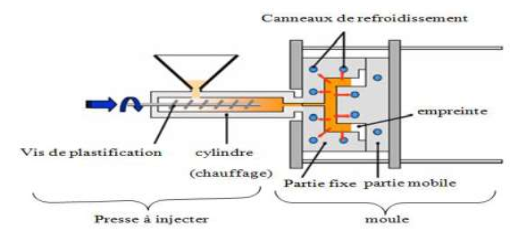 Canneaux de refroidissement
empreinte
Vis de plastification
cylindre
(chauffage)
Partie fixe
partie mobile
Presse à injecter
moule